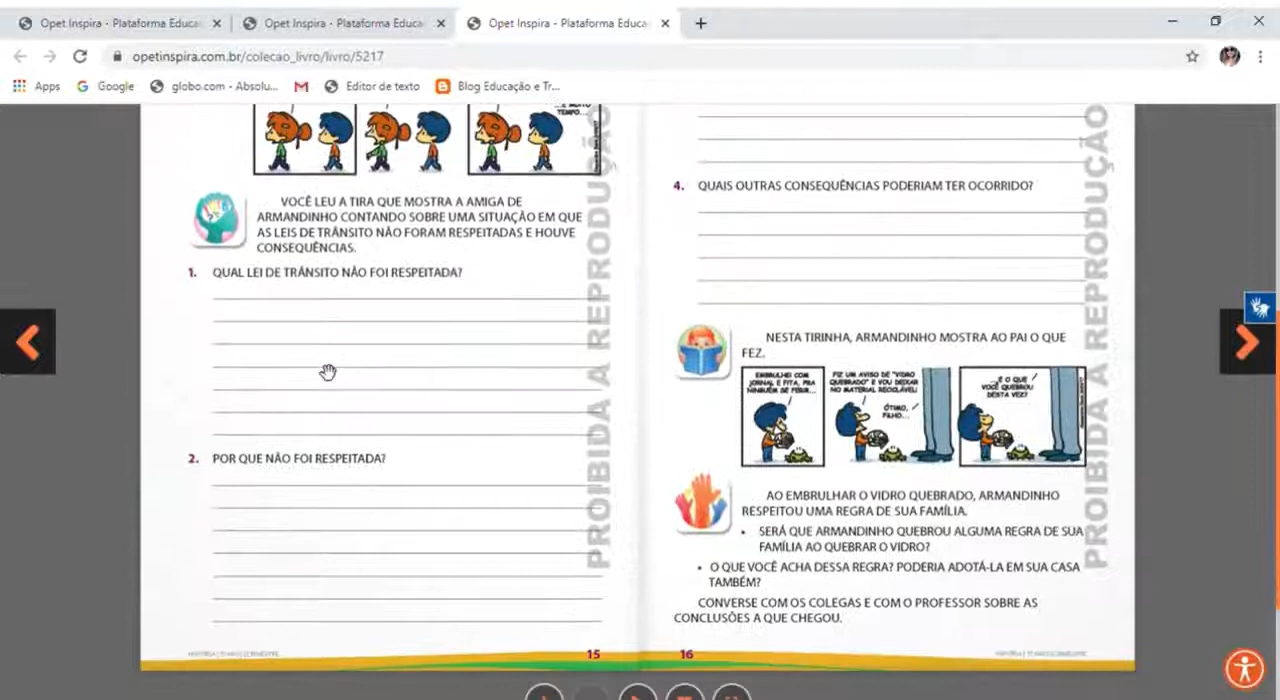 Opet Inspira - Plataforma Educa
Opet Inspira - Plataforma Educa
Opet Inspira - Plataforma Educa
opetinspira.com.br/colecao_livro/livro/5217
Apps
Google
globo.com - Absolu...
Editor de texto
Blog Educação e Tr...
TEMPO...
VOCÊ LEU A TIRA QUE MOSTRA A AMIGA DE
ARMANDINHO CONTANDO SOBRE UMA SITUAÇÃO EM QUE
AS LEIS DE TRÂNSITO NÃO FORAM RESPEITADAS E HOUVE
CONSEQUÊNCIAS.
1. QUAL LEI DE TRÂNSITO NÃO FOI RESPEITADA?
2. POR QUE NÃO FOI RESPEITADA?
PROIBIDA A REPRODUÇÃO
15
4. QUAIS OUTRAS CONSEQUÊNCIAS PODERIAM TER OCORRIDO?
NESTA TIRINHA, ARMANDINHO MOSTRA AO PAI O QUE
FEZ.
EMBRULHEI COM
JORNAL E FITA, PRA
NINGUÉM SE FERIR...
FIZ UM AVISO DE "VIDRO
QUEBRADO" E VOU DEIXAR
NO MATERIAL RECICLÁVEL!
ÓTIMO,
FILHO...
...E O QUE
VOCÊ QUEBROU
DESTA VEZ?
AO EMBRULHAR O VIDRO QUEBRADO, ARMANDINHO
RESPEITOU UMA REGRA DE SUA FAMÍLIA.
• SERÁ QUE ARMANDINHO QUEBROU ALGUMA REGRA DE SUA
FAMÍLIA AO QUEBRAR O VIDRO?
• O QUE VOCÊ ACHA DESSA REGRA? PODERIA ADOTÁ-LA EM SUA CASA
TAMBÉM?
CONVERSE COM OS COLEGAS E COM O PROFESSOR SOBRE AS
CONCLUSÕES A QUE CHEGOU.
PROIBIDA A REPRODUÇÃO
16